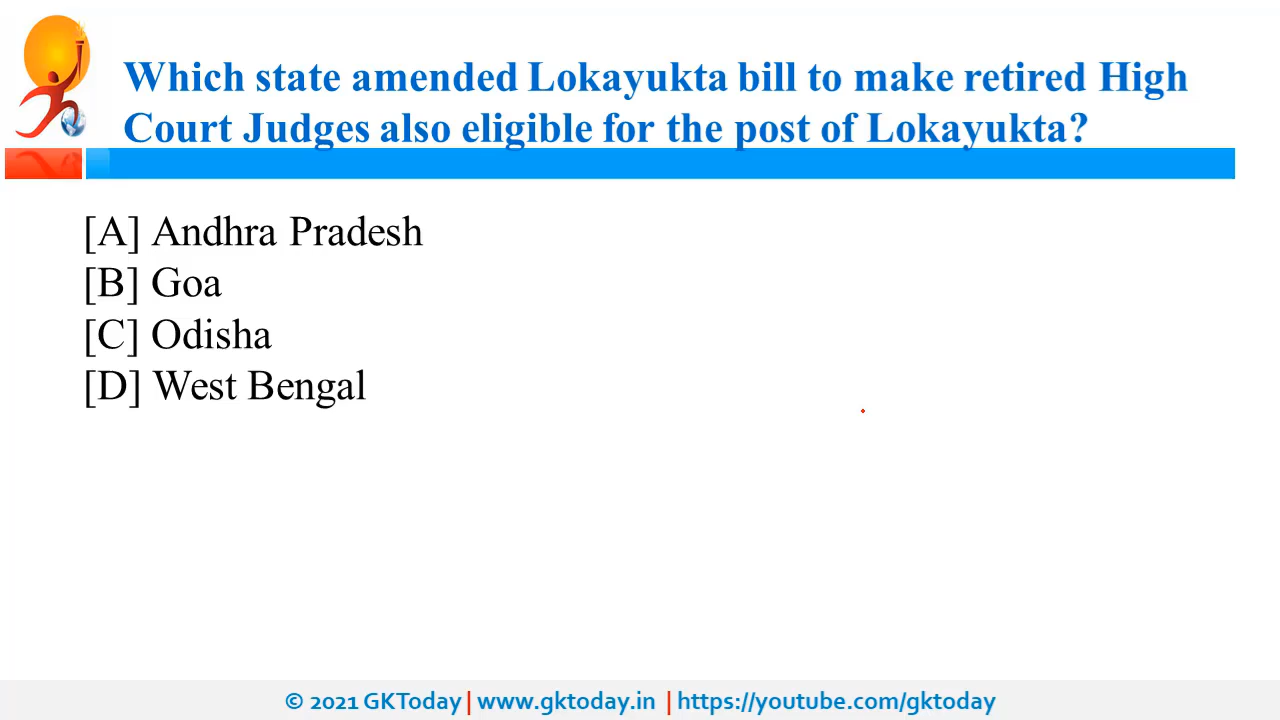 Which state amended Lokayukta bill to make retired High
Court Judges also eligible for the post of Lokayukta?
[A] Andhra Pradesh
[B] Goa
[C] Odisha
[D] West Bengal
© 2021 GKToday | www.gktoday.in | https://youtube.com/gktoday